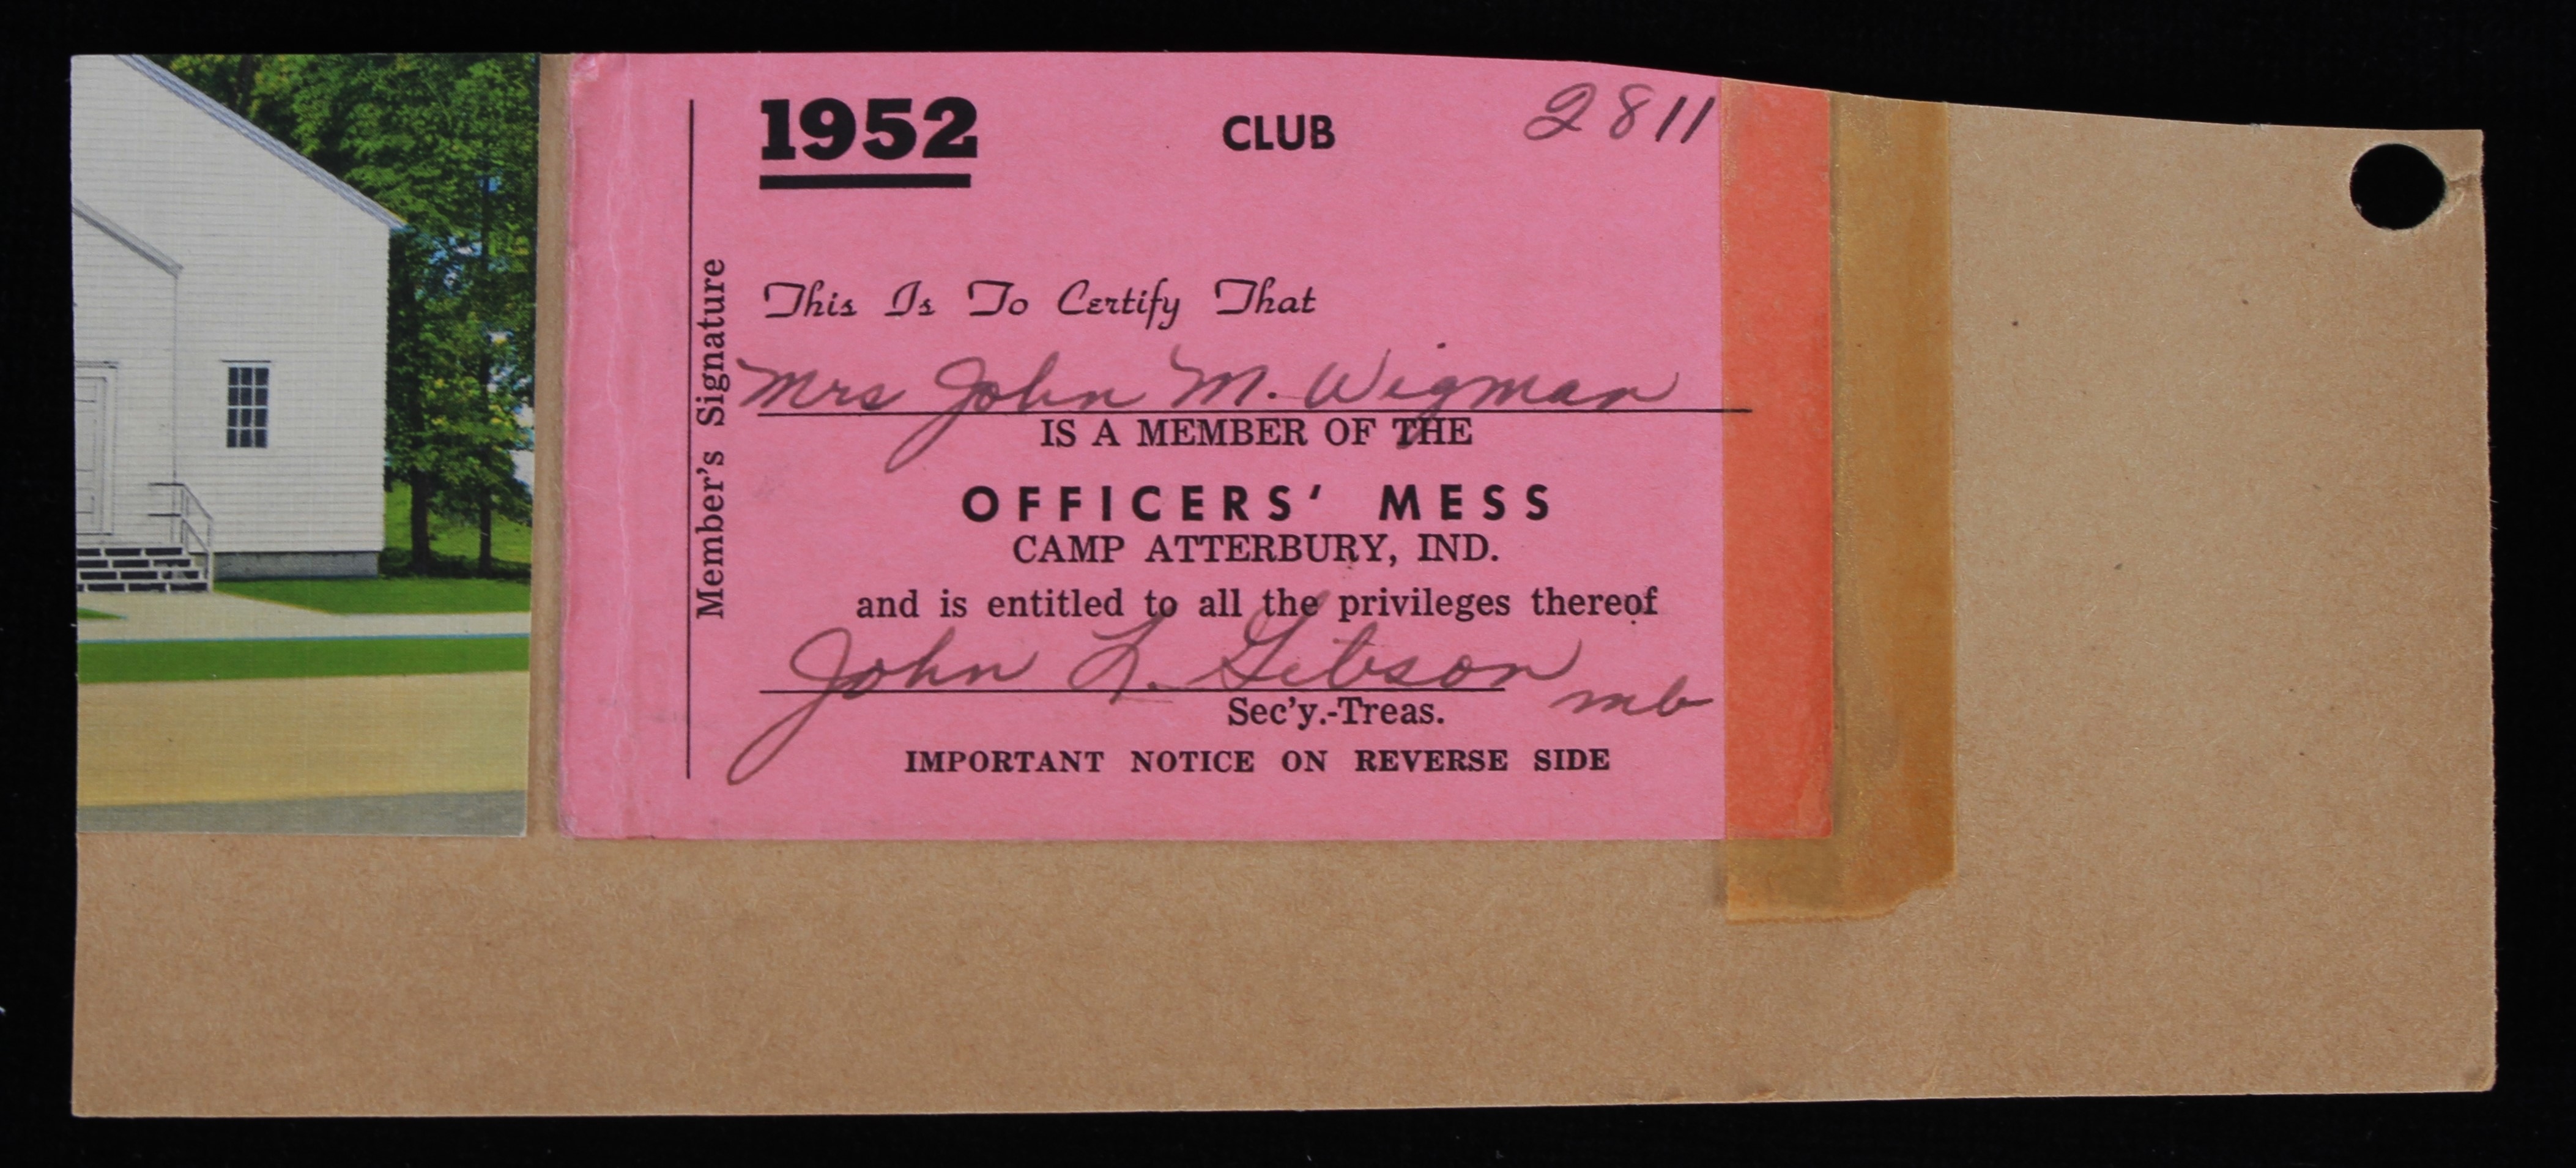 1952 CLUB 2811
Member's Signature
This Is To Certify That
Mrs John M. Wigman
IS A MEMBER OF THE
OFFICERS' MESS
CAMP ATTERBURY, IND.
and is entitled to all the privileges thereof
John L. Gibson mb
Sec'y.-Treas.
IMPORTANT NOTICE ON REVERSE SIDE